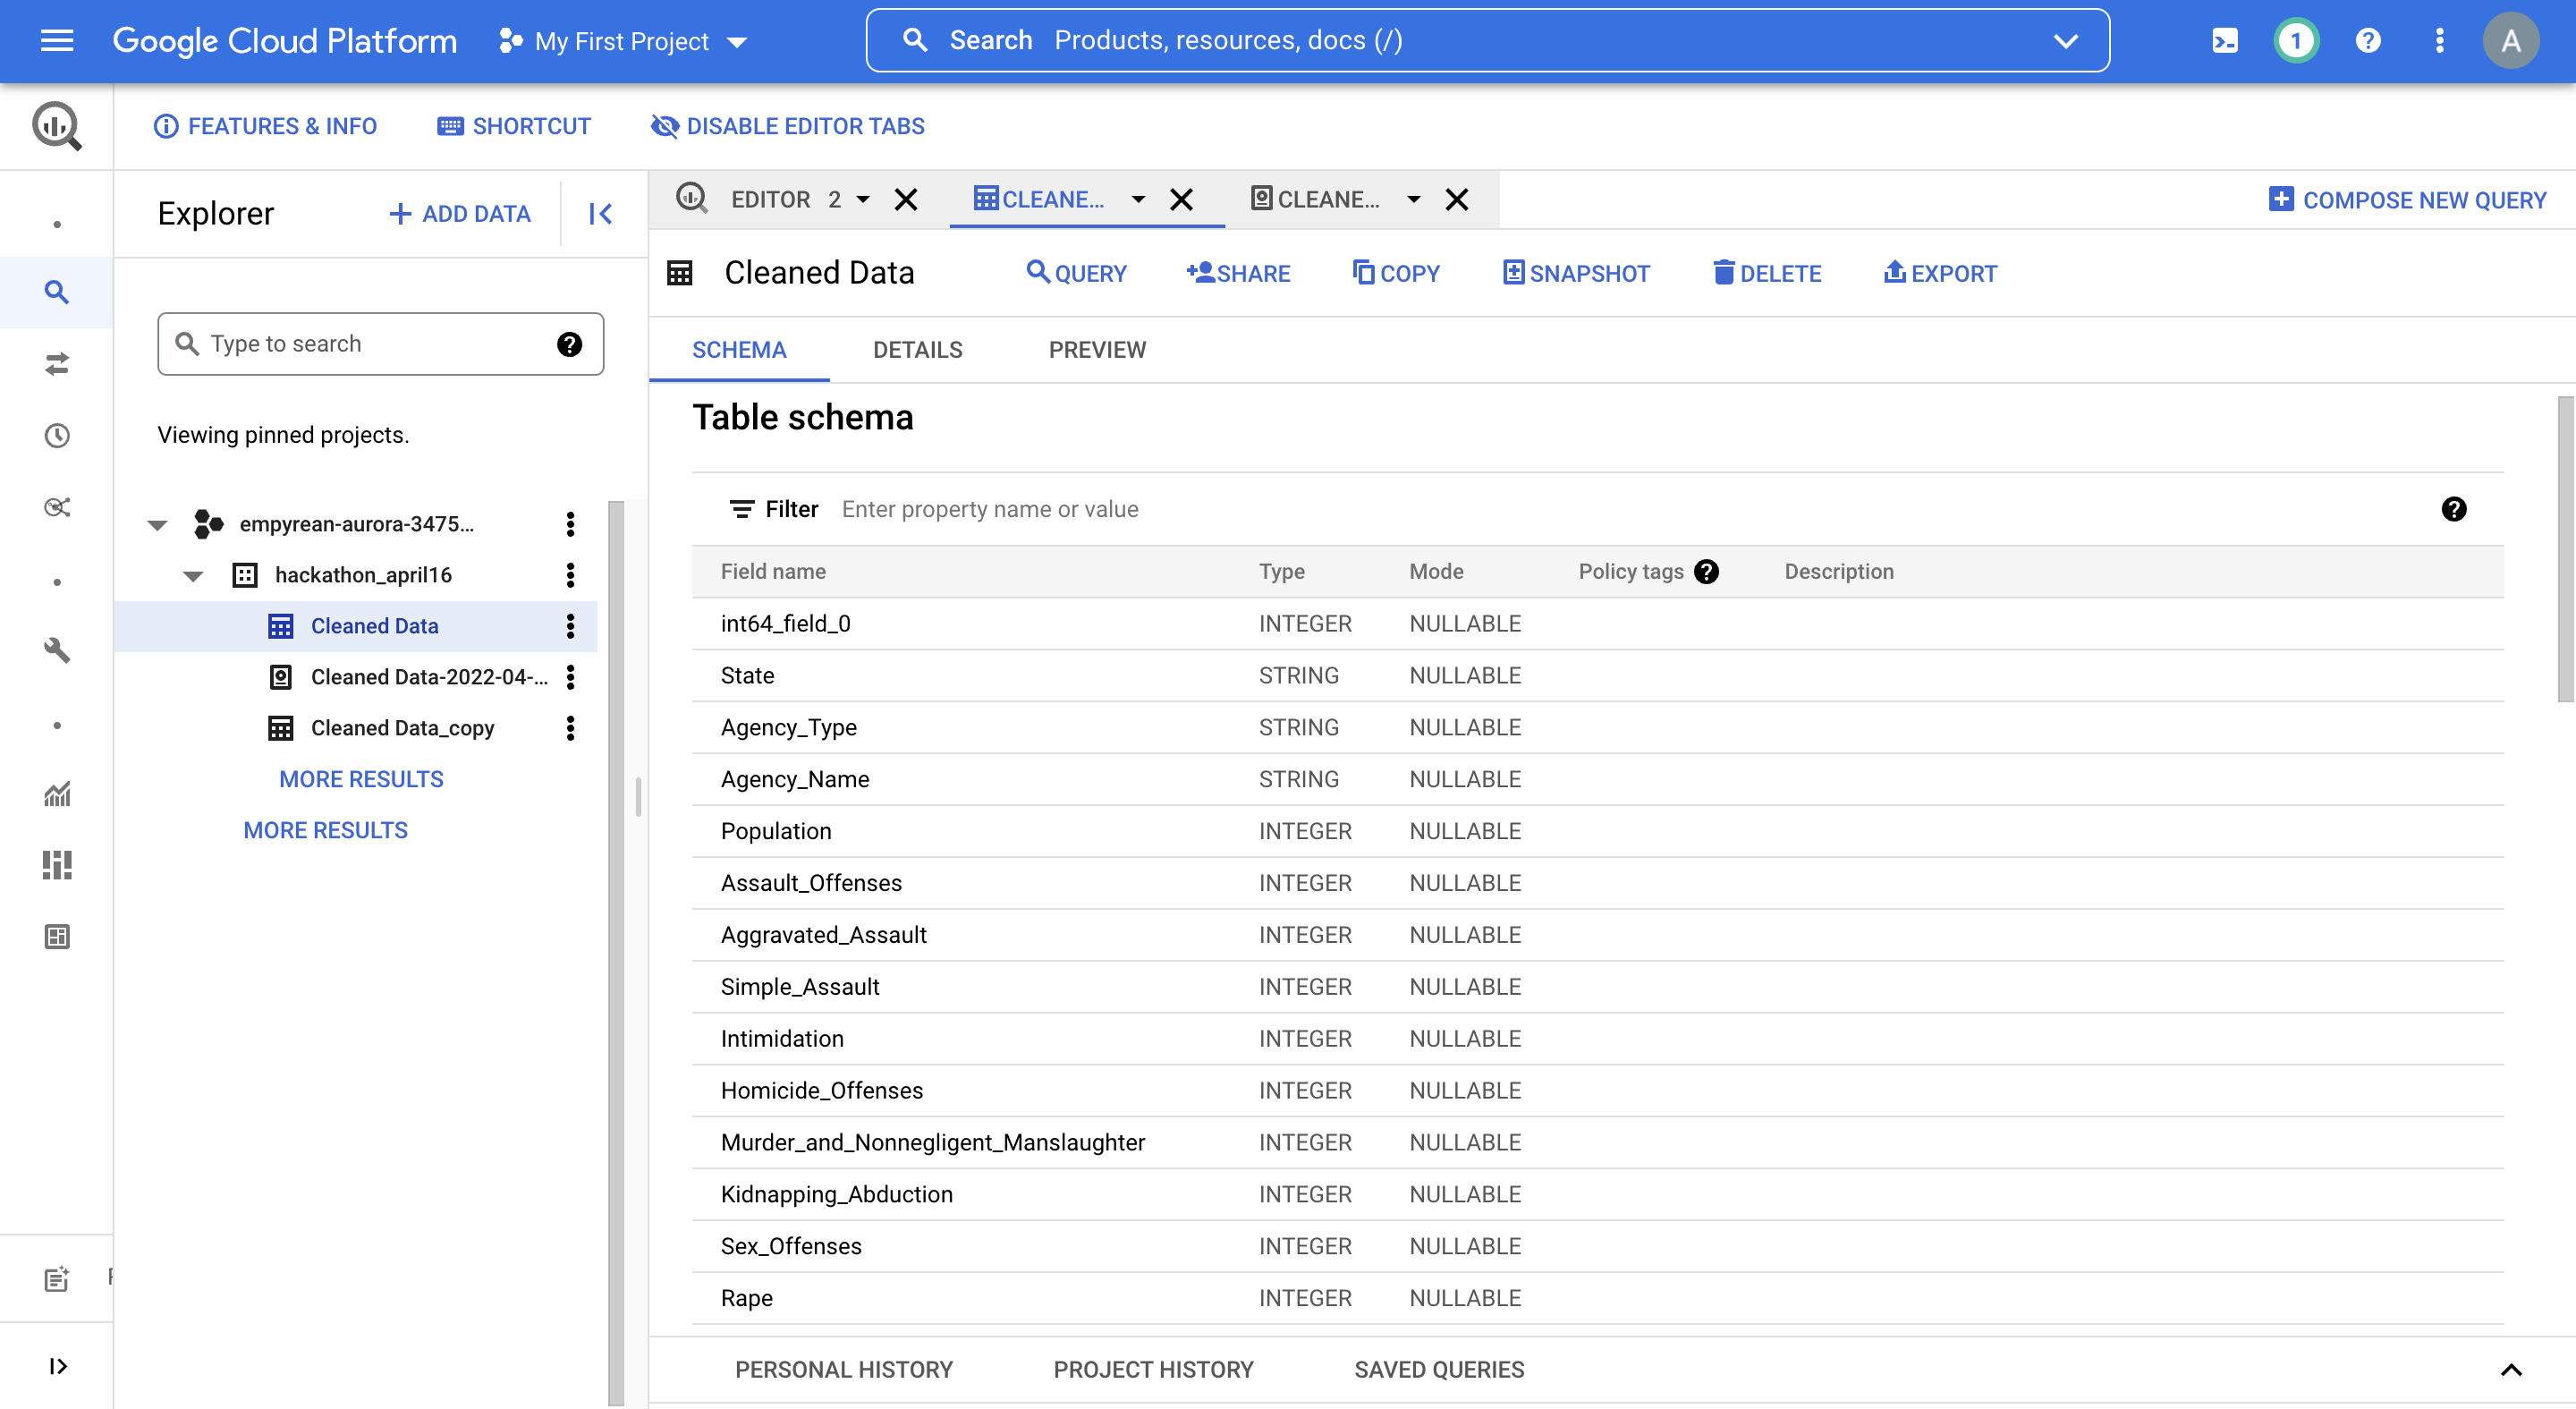 Google Cloud Platform My First Project Search Products, resources, docs (/) 1 A
FEATURES & INFO SHORTCUT DISABLE EDITOR TABS
Explorer ADD DATA
EDITOR 2 CLEANE... CLEANE... COMPOSE NEW QUERY
Cleaned Data QUERY SHARE COPY SNAPSHOT DELETE EXPORT
Type to search
SCHEMA DETAILS PREVIEW
Viewing pinned projects.
empyrean-aurora-3475...
hackathon_april16
Cleaned Data
Cleaned Data-2022-04-...
Cleaned Data_copy
MORE RESULTS
MORE RESULTS
Table schema
Filter Enter property name or value
Field name Type Mode Policy tags Description
int64_field_0 INTEGER NULLABLE
State STRING NULLABLE
Agency_Type STRING NULLABLE
Agency_Name STRING NULLABLE
Population INTEGER NULLABLE
Assault_Offenses INTEGER NULLABLE
Aggravated_Assault INTEGER NULLABLE
Simple_Assault INTEGER NULLABLE
Intimidation INTEGER NULLABLE
Homicide_Offenses INTEGER NULLABLE
Murder_and_Nonnegligent_Manslaughter INTEGER NULLABLE
Kidnapping_Abduction INTEGER NULLABLE
Sex_Offenses INTEGER NULLABLE
Rape INTEGER NULLABLE
PERSONAL HISTORY PROJECT HISTORY SAVED QUERIES